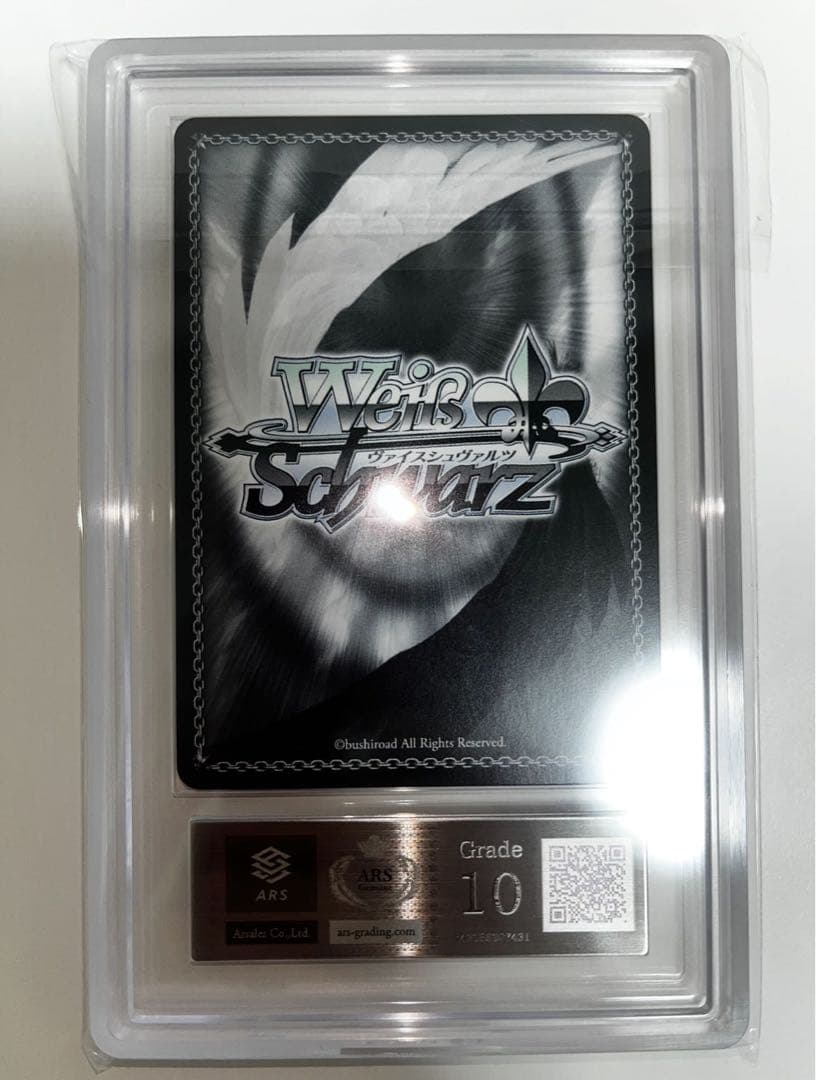 Weiß
ヴァイスシュヴァルツ
Schwarz
©bushiroad All Rights Reserved.
ARS
Arsales Co.,Ltd.
ARS
ars-grading.com
Grade
10